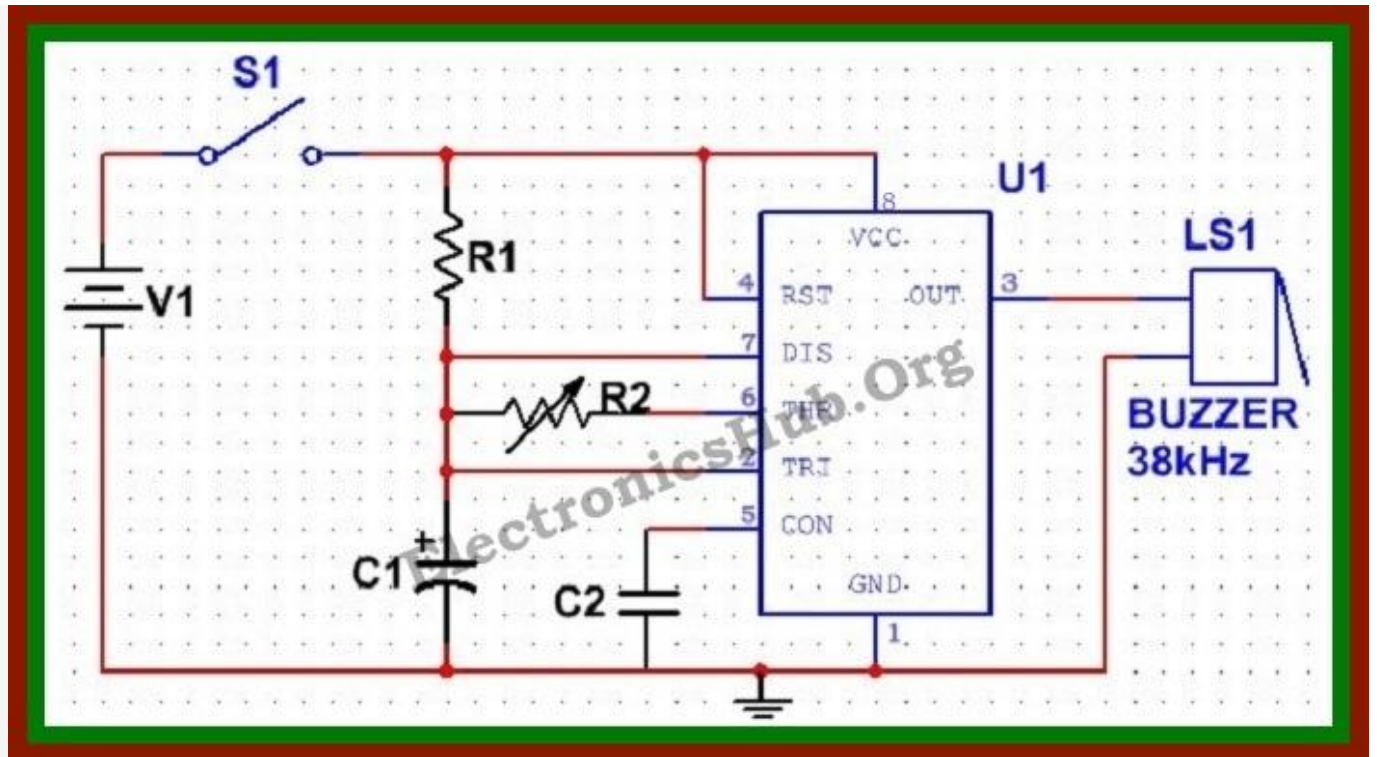 S1
U1
8
VCC
LS1
R1
V1
4
RST
OUT
3
7
DIS
R2
6
THR
BUZZER
38kHz
2
TRI
ElectronicsHub.Org
5
CON
C1
C2
GND
1